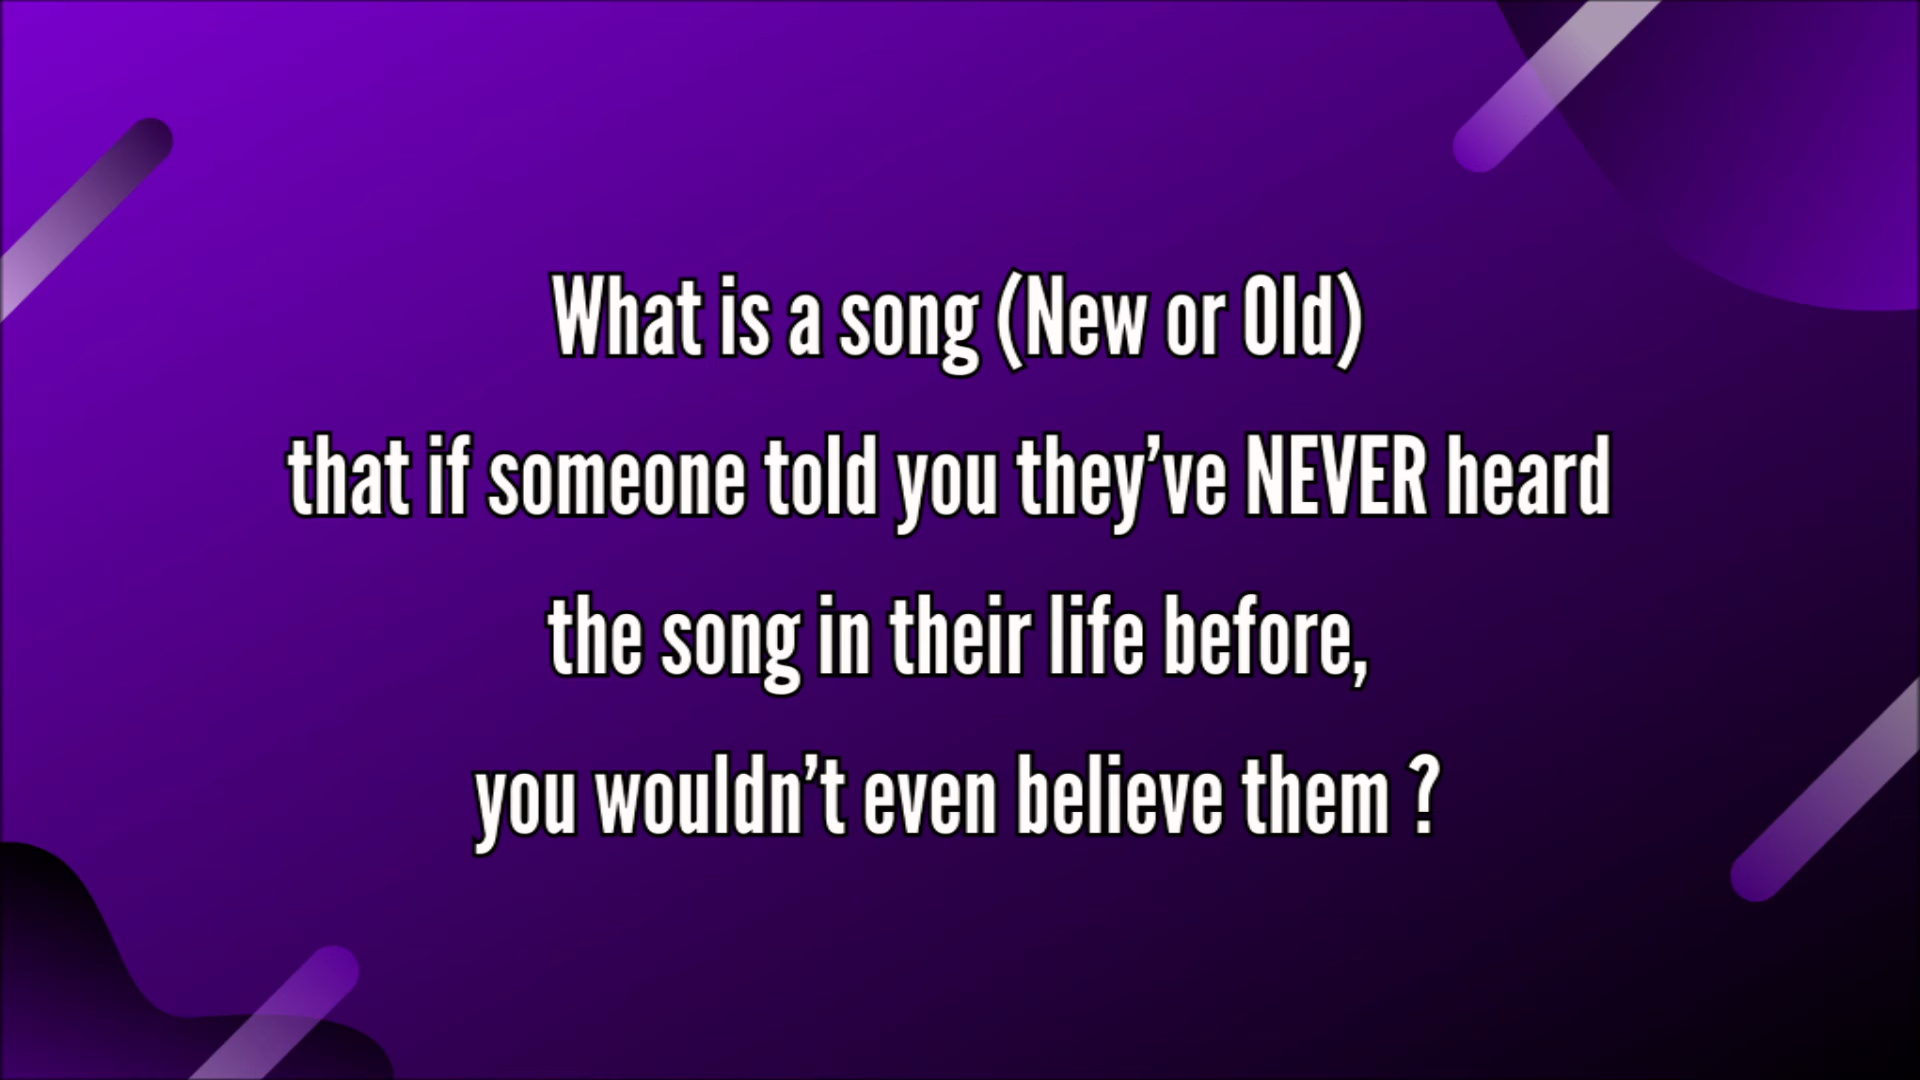 What is a song (New or Old)
that if someone told you they’ve NEVER heard
the song in their life before,
you wouldn’t even believe them ?